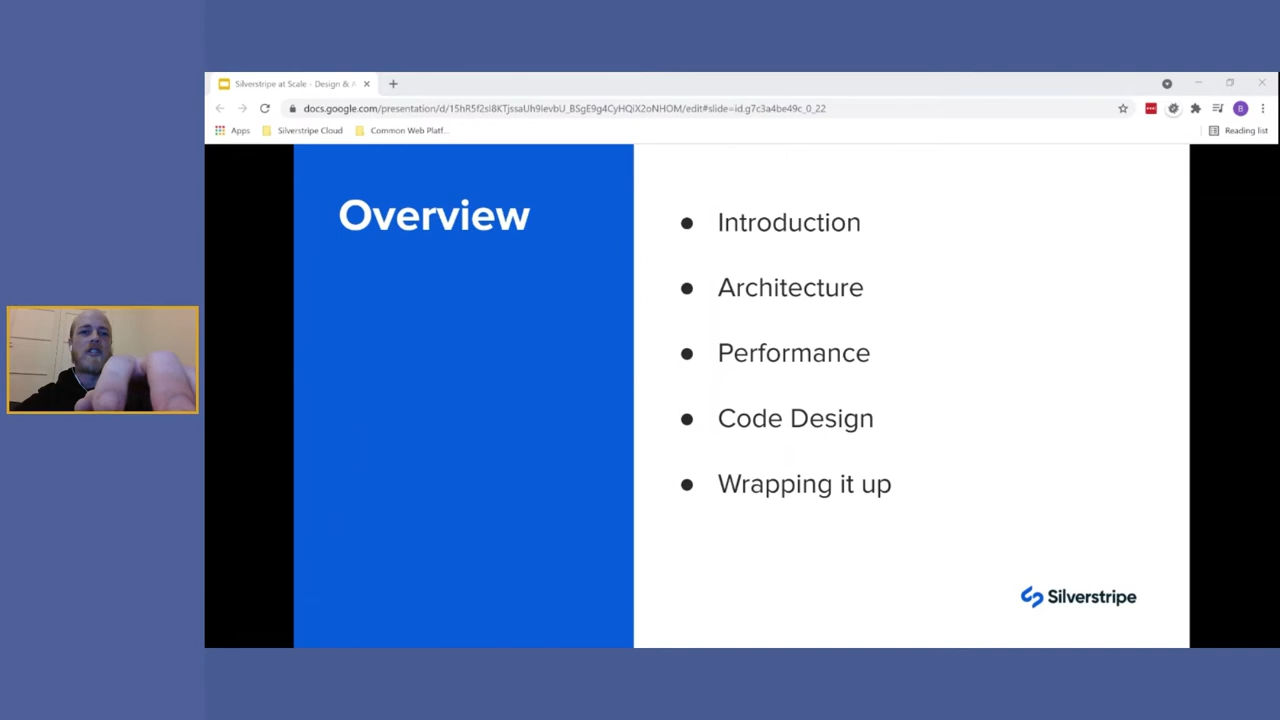 Silverstripe at Scale - Design & A
docs.google.com/presentation/d/15hR5f2sI8KTjssaUh9IevbU_BSgE9g4CyHQiX2oNHOM/edit#slide=id.g7c3a4be49c_0_22
B
Apps
Silverstripe Cloud
Common Web Platf...
Reading list
Overview
● Introduction
● Architecture
● Performance
● Code Design
● Wrapping it up
Silverstripe